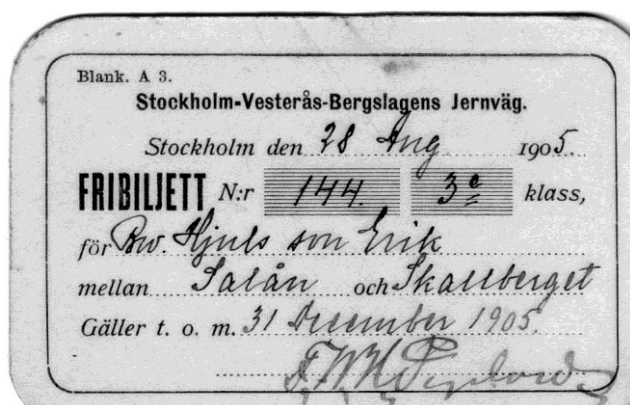 Blank. A 3.
Stockholm-Vesterås-Bergslagens Jernväg.
Stockholm den 28 Aug 1905.
FRIBILJETT N:r 144. 3e klass,
för Bv. Hjuls son Erik
mellan Salån och Skallberget
Gäller t. o. m. 31 December 1905.